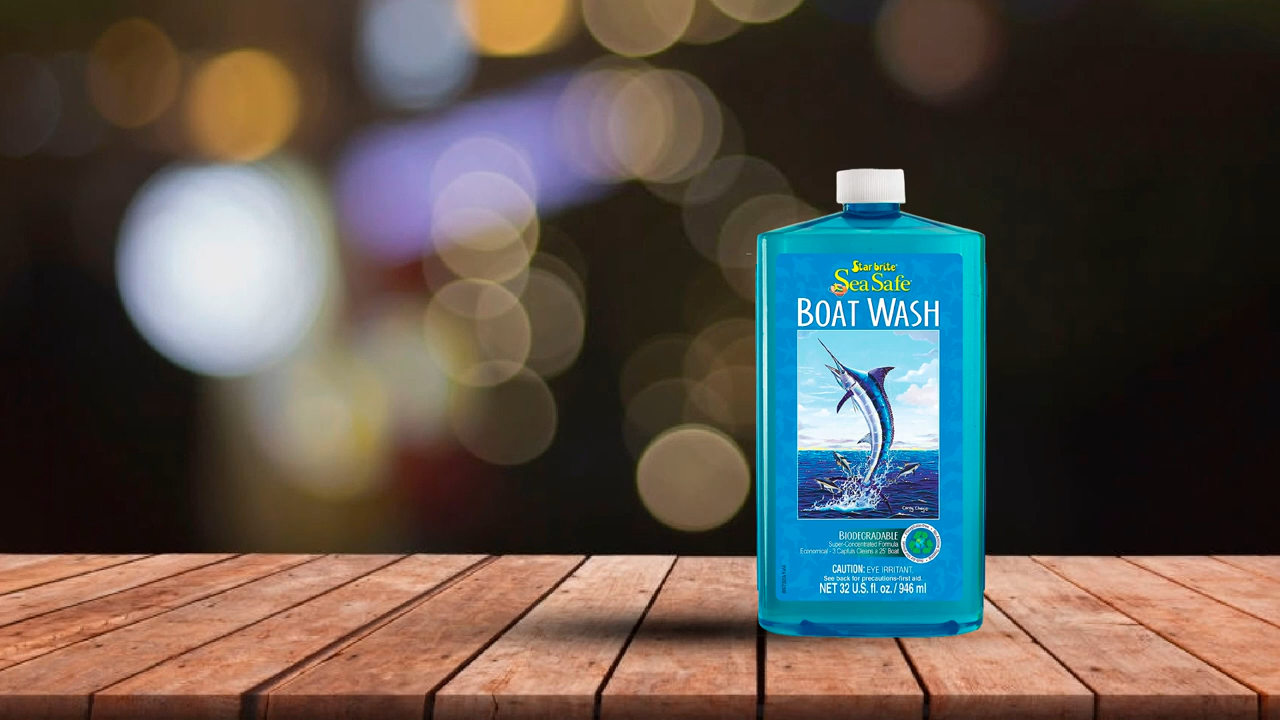 Star brite®
Sea Safe®
BOAT WASH
BIODEGRADABLE
Super-Concentrated Formula
Economical - 3 Capfuls Cleans a 25' Boat
CAUTION: EYE IRRITANT.
See back for precautions-first aid.
NET 32 U.S. fl. oz. / 946 ml